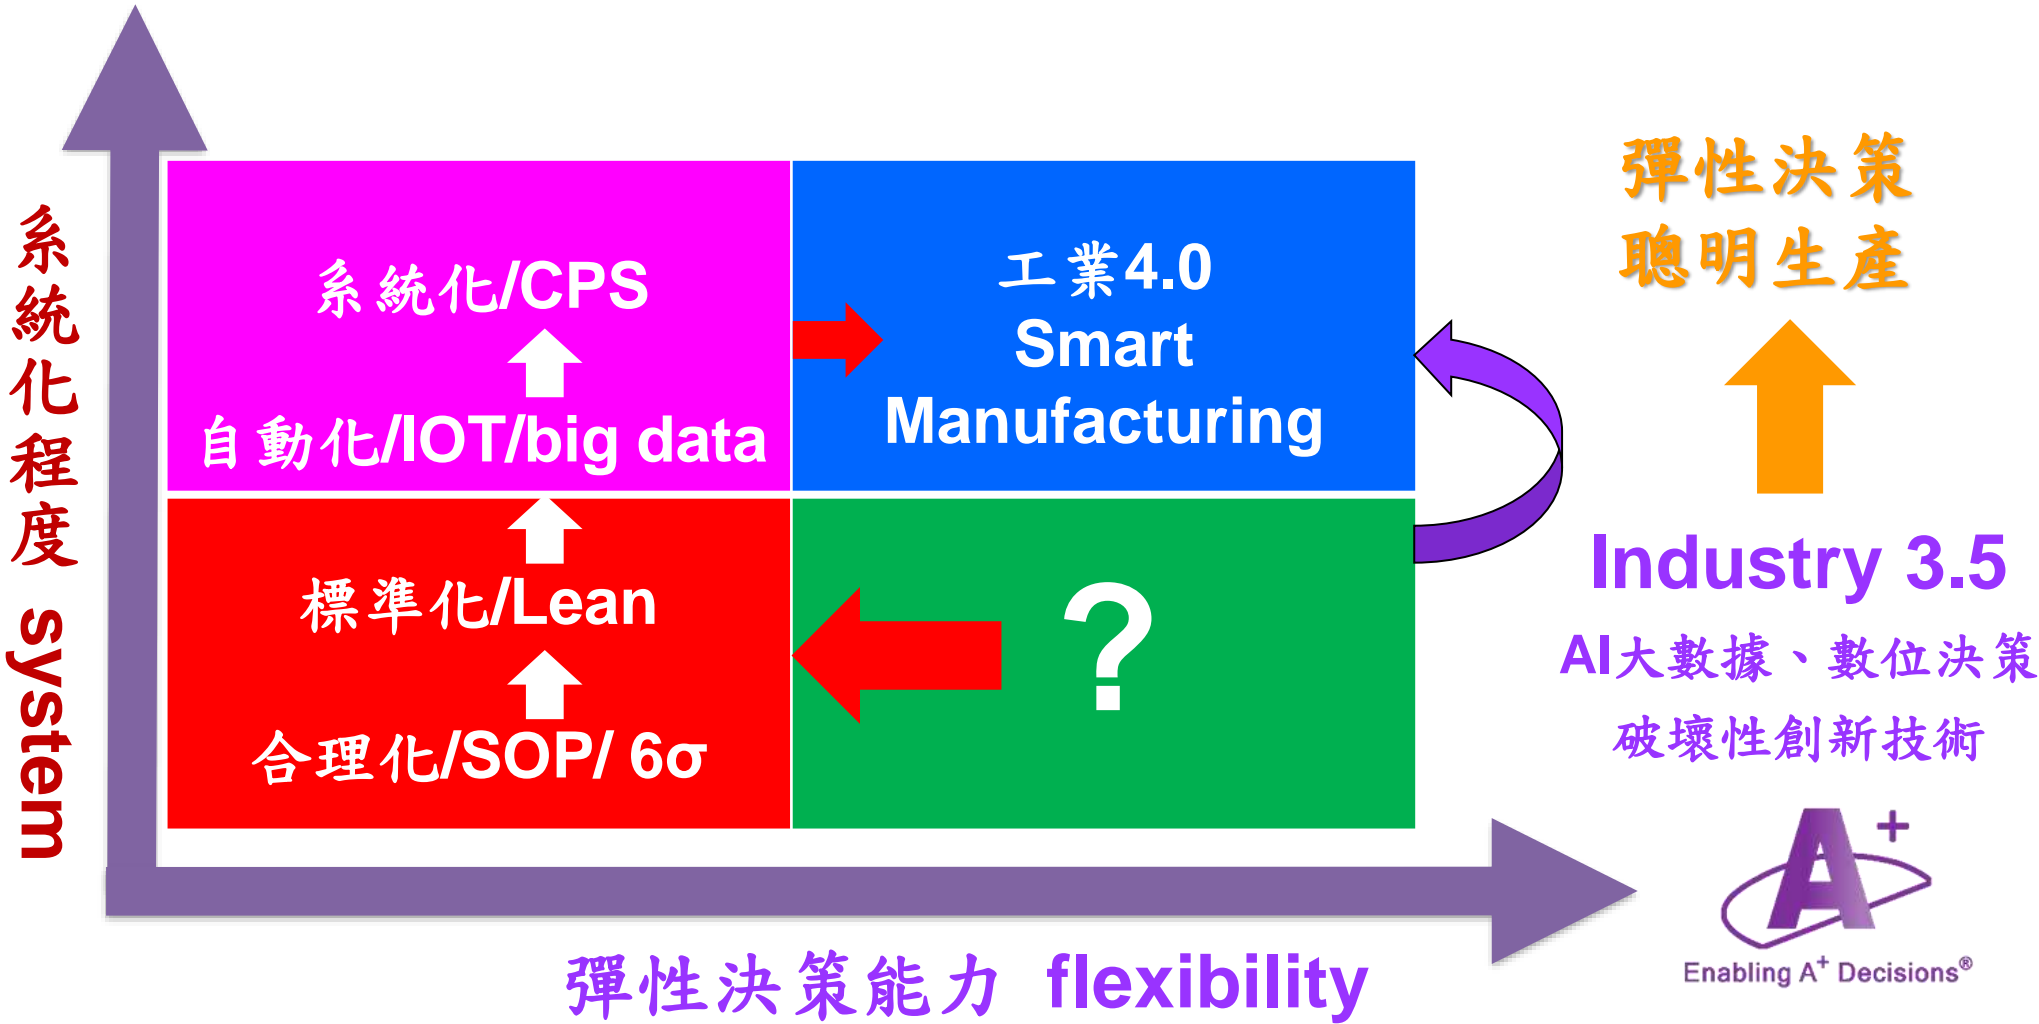 系統化程度 system
系統化/CPS
自動化/IOT/big data
標準化/Lean
合理化/SOP/ 6σ
工業4.0
Smart
Manufacturing
?
彈性決策
聰明生產
Industry 3.5
AI大數據、數位決策
破壞性創新技術
A+
Enabling A+ Decisions®
彈性決策能力 flexibility